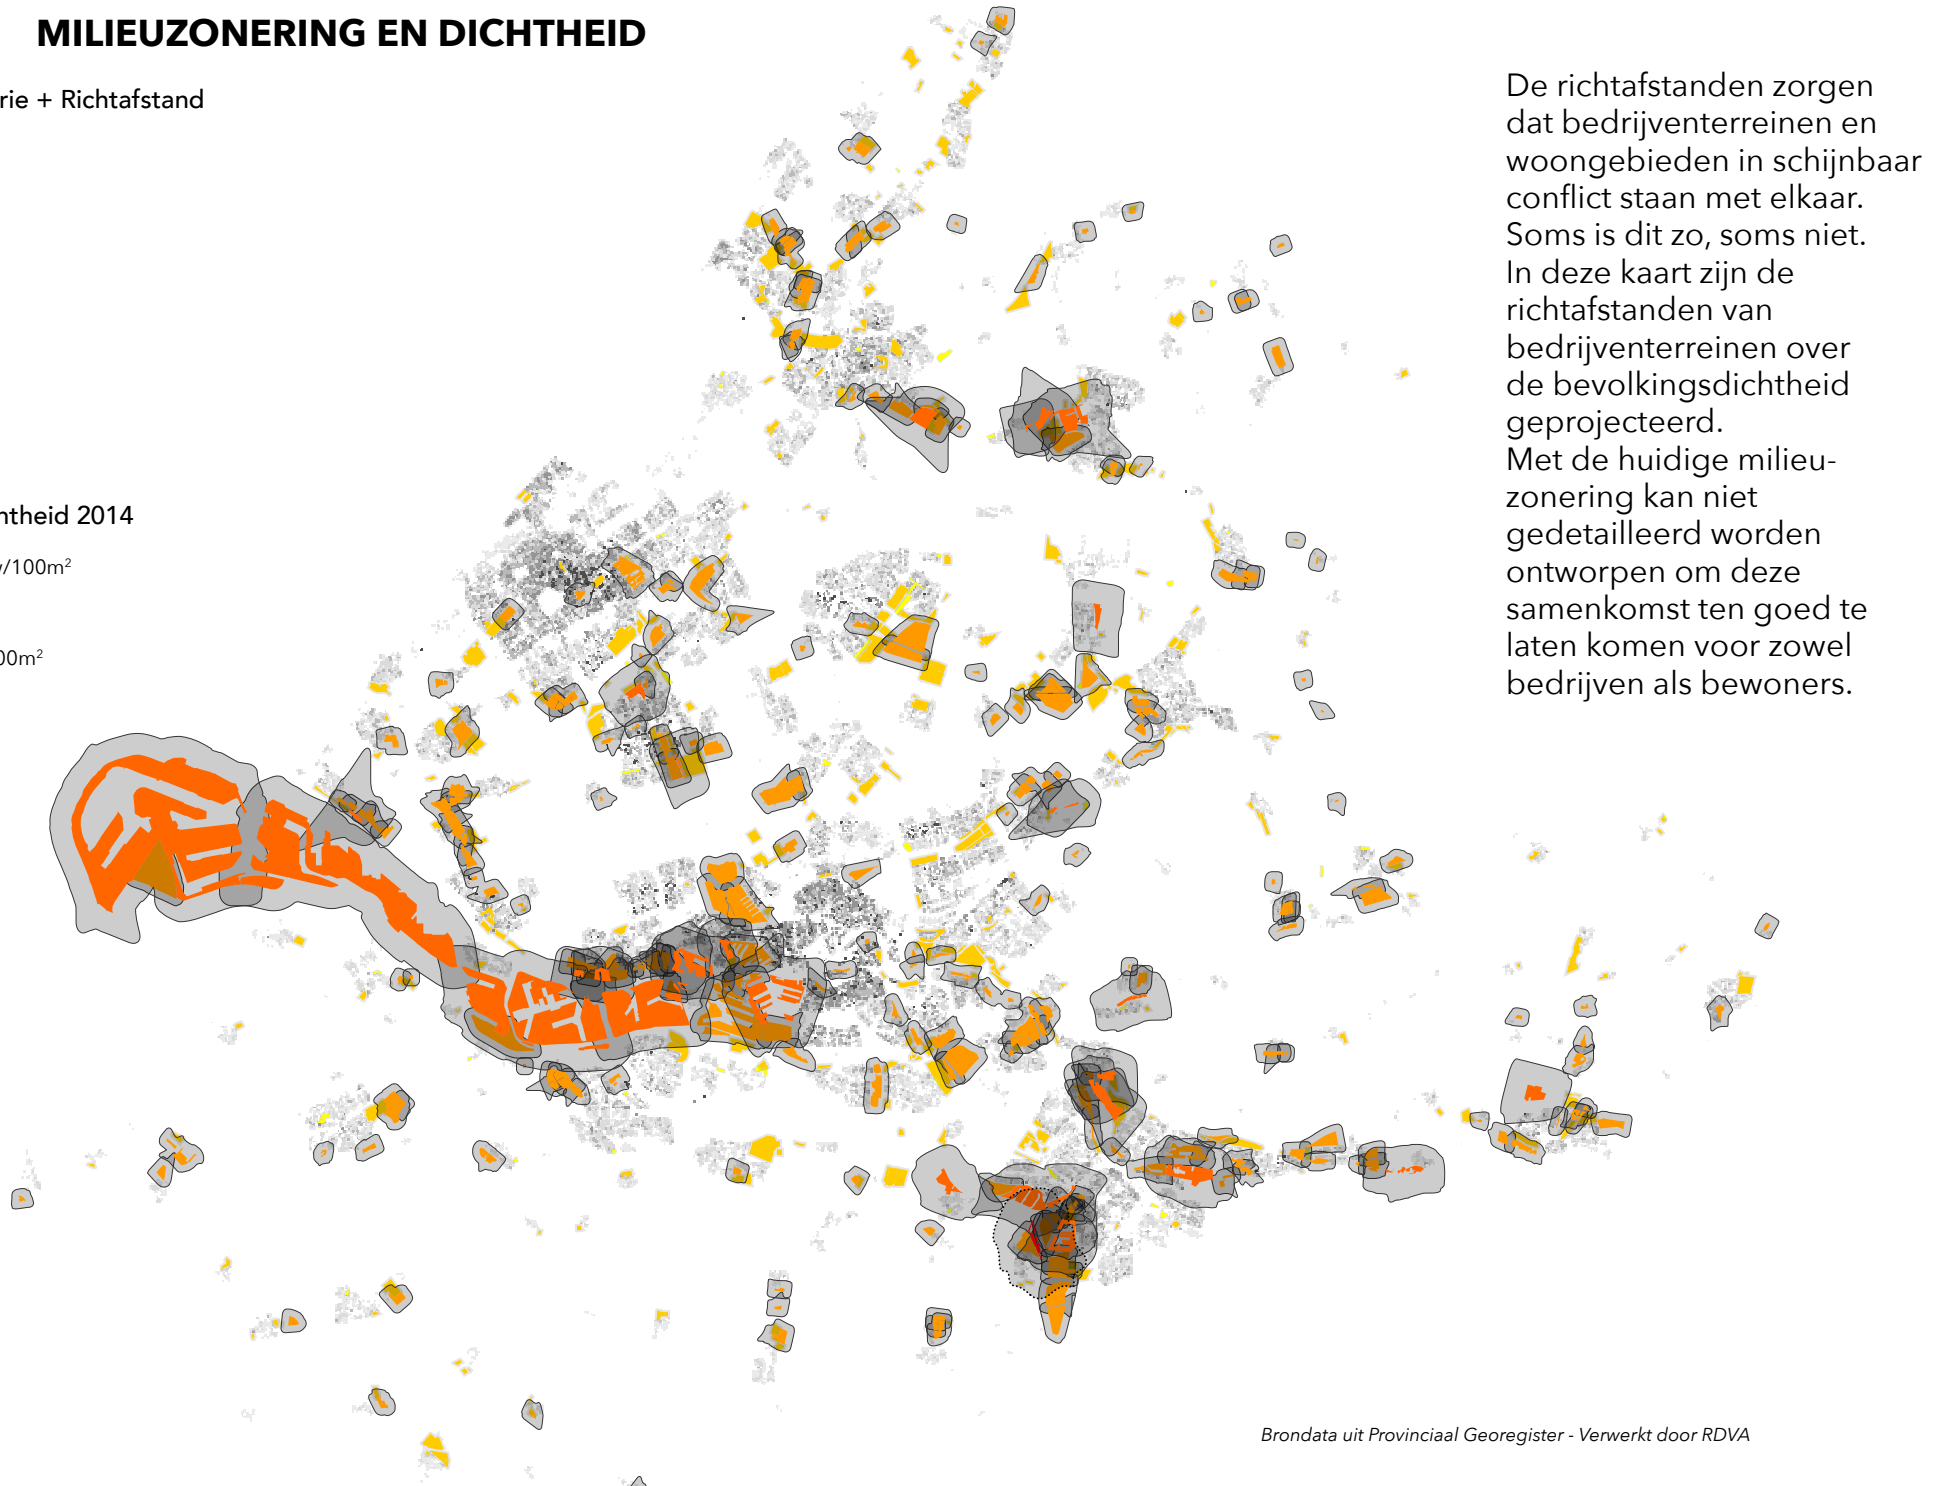 MILIEUZONERING EN DICHTHEID
rie + Richtafstand
De richtafstanden zorgen
dat bedrijventerreinen en
woongebieden in schijnbaar
conflict staan met elkaar.
Soms is dit zo, soms niet.
In deze kaart zijn de
richtafstanden van
bedrijventerreinen over
de bevolkingsdichtheid
geprojecteerd.
Met de huidige milieu-
zonering kan niet
gedetailleerd worden
ontworpen om deze
samenkomst ten goed te
laten komen voor zowel
bedrijven als bewoners.
ntheid 2014
/100m²
00m²
Brondata uit Provinciaal Georegister - Verwerkt door RDVA